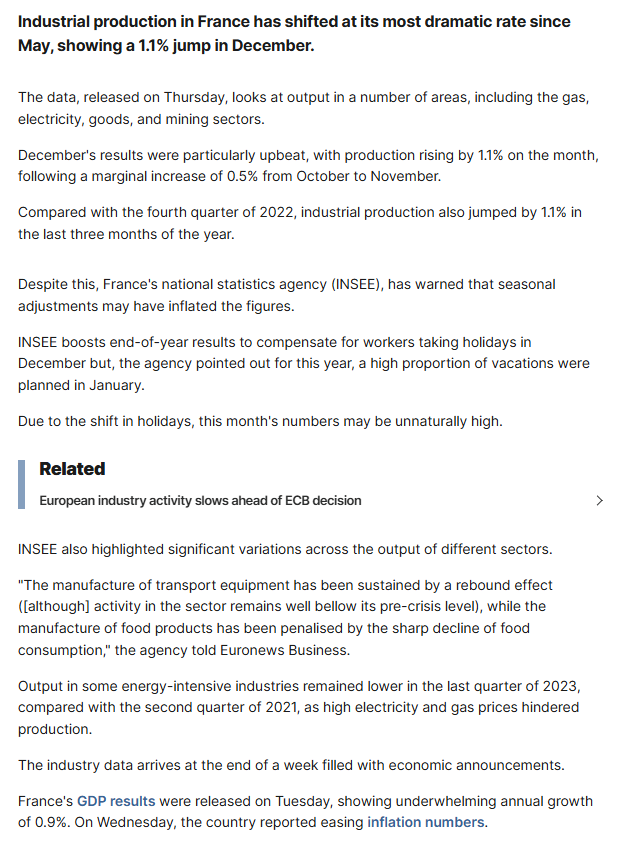 Industrial production in France has shifted at its most dramatic rate since
May, showing a 1.1% jump in December.
The data, released on Thursday, looks at output in a number of areas, including the gas,
electricity, goods, and mining sectors.
December's results were particularly upbeat, with production rising by 1.1% on the month,
following a marginal increase of 0.5% from October to November.
Compared with the fourth quarter of 2022, industrial production also jumped by 1.1% in
the last three months of the year.
Despite this, France's national statistics agency (INSEE), has warned that seasonal
adjustments may have inflated the figures.
INSEE boosts end-of-year results to compensate for workers taking holidays in
December but, the agency pointed out for this year, a high proportion of vacations were
planned in January.
Due to the shift in holidays, this month's numbers may be unnaturally high.
Related
European industry activity slows ahead of ECB decision
INSEE also highlighted significant variations across the output of different sectors.
"The manufacture of transport equipment has been sustained by a rebound effect
([although] activity in the sector remains well bellow its pre-crisis level), while the
manufacture of food products has been penalised by the sharp decline of food
consumption," the agency told Euronews Business.
Output in some energy-intensive industries remained lower in the last quarter of 2023,
compared with the second quarter of 2021, as high electricity and gas prices hindered
production.
The industry data arrives at the end of a week filled with economic announcements.
France's GDP results were released on Tuesday, showing underwhelming annual growth
of 0.9%. On Wednesday, the country reported easing inflation numbers.